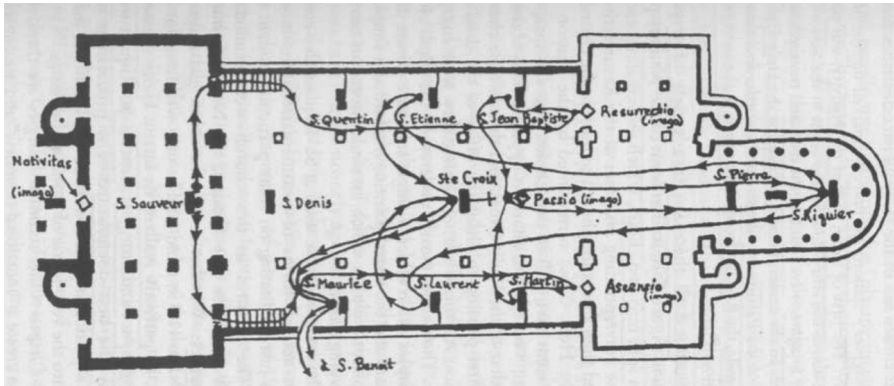 S. Quentin
S. Etienne
S. Jean Baptiste
Resurrectio
(imago)
Nativitas
(imago)
S. Sauveur
S. Denis
Ste Croix
Passio (imago)
S. Pierre
S. Riquier
S. Maurice
S. Laurent
S. Martin
Ascensio
(imago)
à S. Benoit